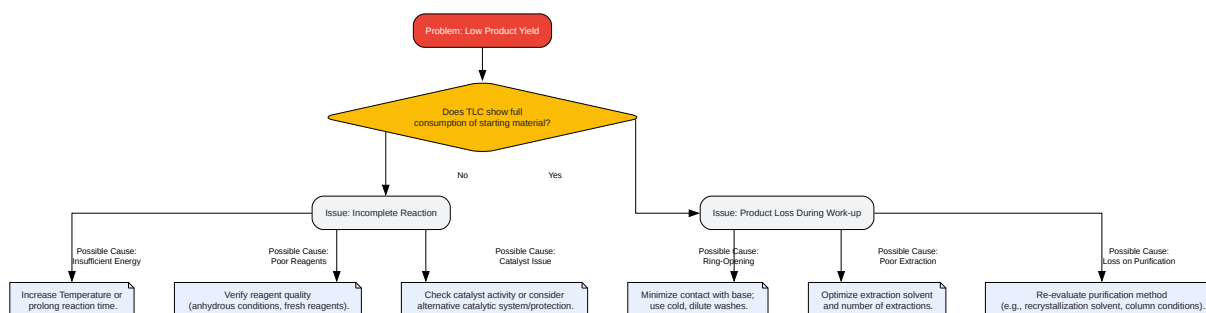 Problem: Low Product Yield
Does TLC show full
consumption of starting material?
No
Yes
Issue: Incomplete Reaction
Issue: Product Loss During Work-up
Possible Cause:
Insufficient Energy
Possible Cause:
Poor Reagents
Possible Cause:
Catalyst Issue
Possible Cause:
Ring-Opening
Possible Cause:
Poor Extraction
Possible Cause:
Loss on Purification
Increase Temperature or
prolong reaction time.
Verify reagent quality
(anhydrous conditions, fresh reagents).
Check catalyst activity or consider
alternative catalytic system/protection.
Minimize contact with base;
use cold, dilute washes.
Optimize extraction solvent
and number of extractions.
Re-evaluate purification method
(e.g., recrystallization solvent, column conditions).